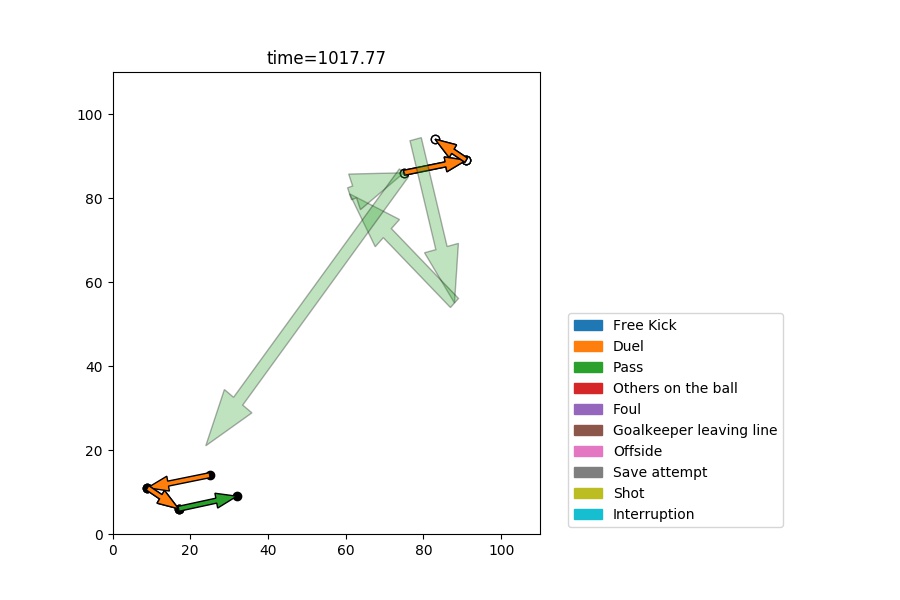 time=1017.77
100
80
60
40
20
0
0 20 40 60 80 100
Free Kick
Duel
Pass
Others on the ball
Foul
Goalkeeper leaving line
Offside
Save attempt
Shot
Interruption